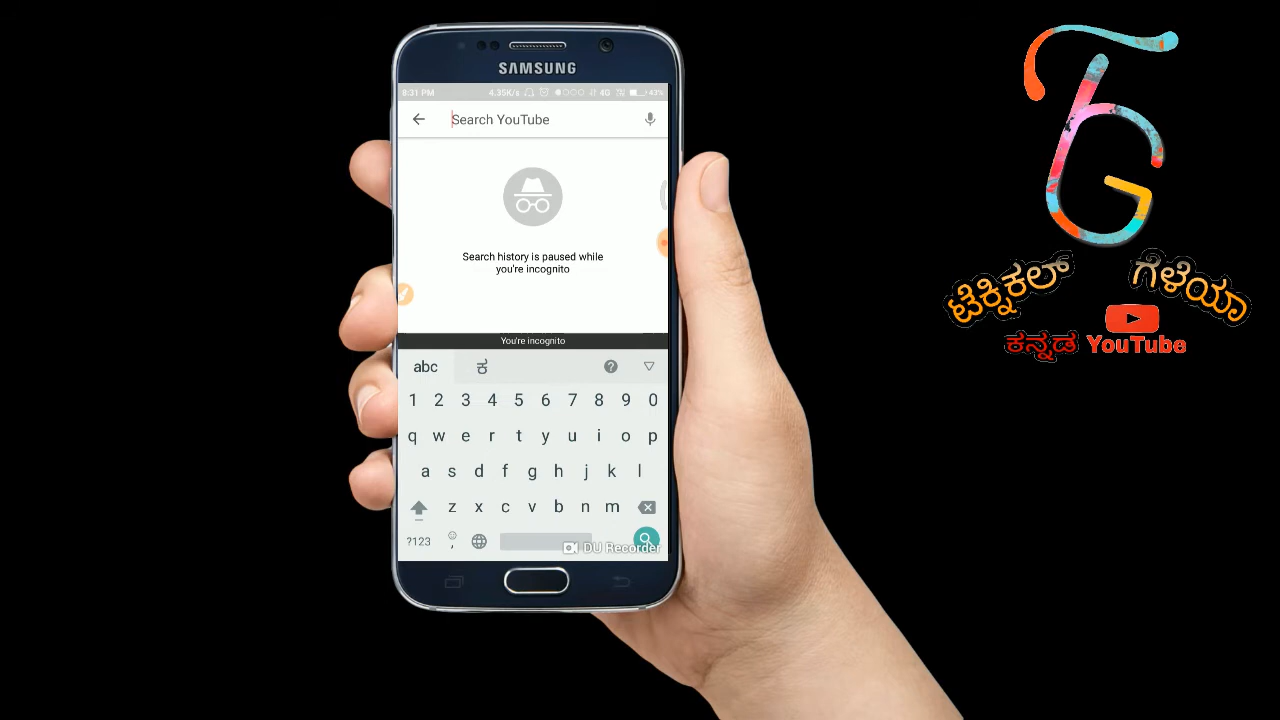 SAMSUNG
8:31 PM 4.35K/s 4G 43%
Search YouTube
Search history is paused while
you're incognito
You're incognito
abc ಕ ?
1 2 3 4 5 6 7 8 9 0
q w e r t y u i o p
a s d f g h j k l
z x c v b n m
?123 ,
DU Recorder
TG
ಟೆಕ್ನಿಕಲ್ ಗೆಳೆಯಾ
ಕನ್ನಡ YouTube